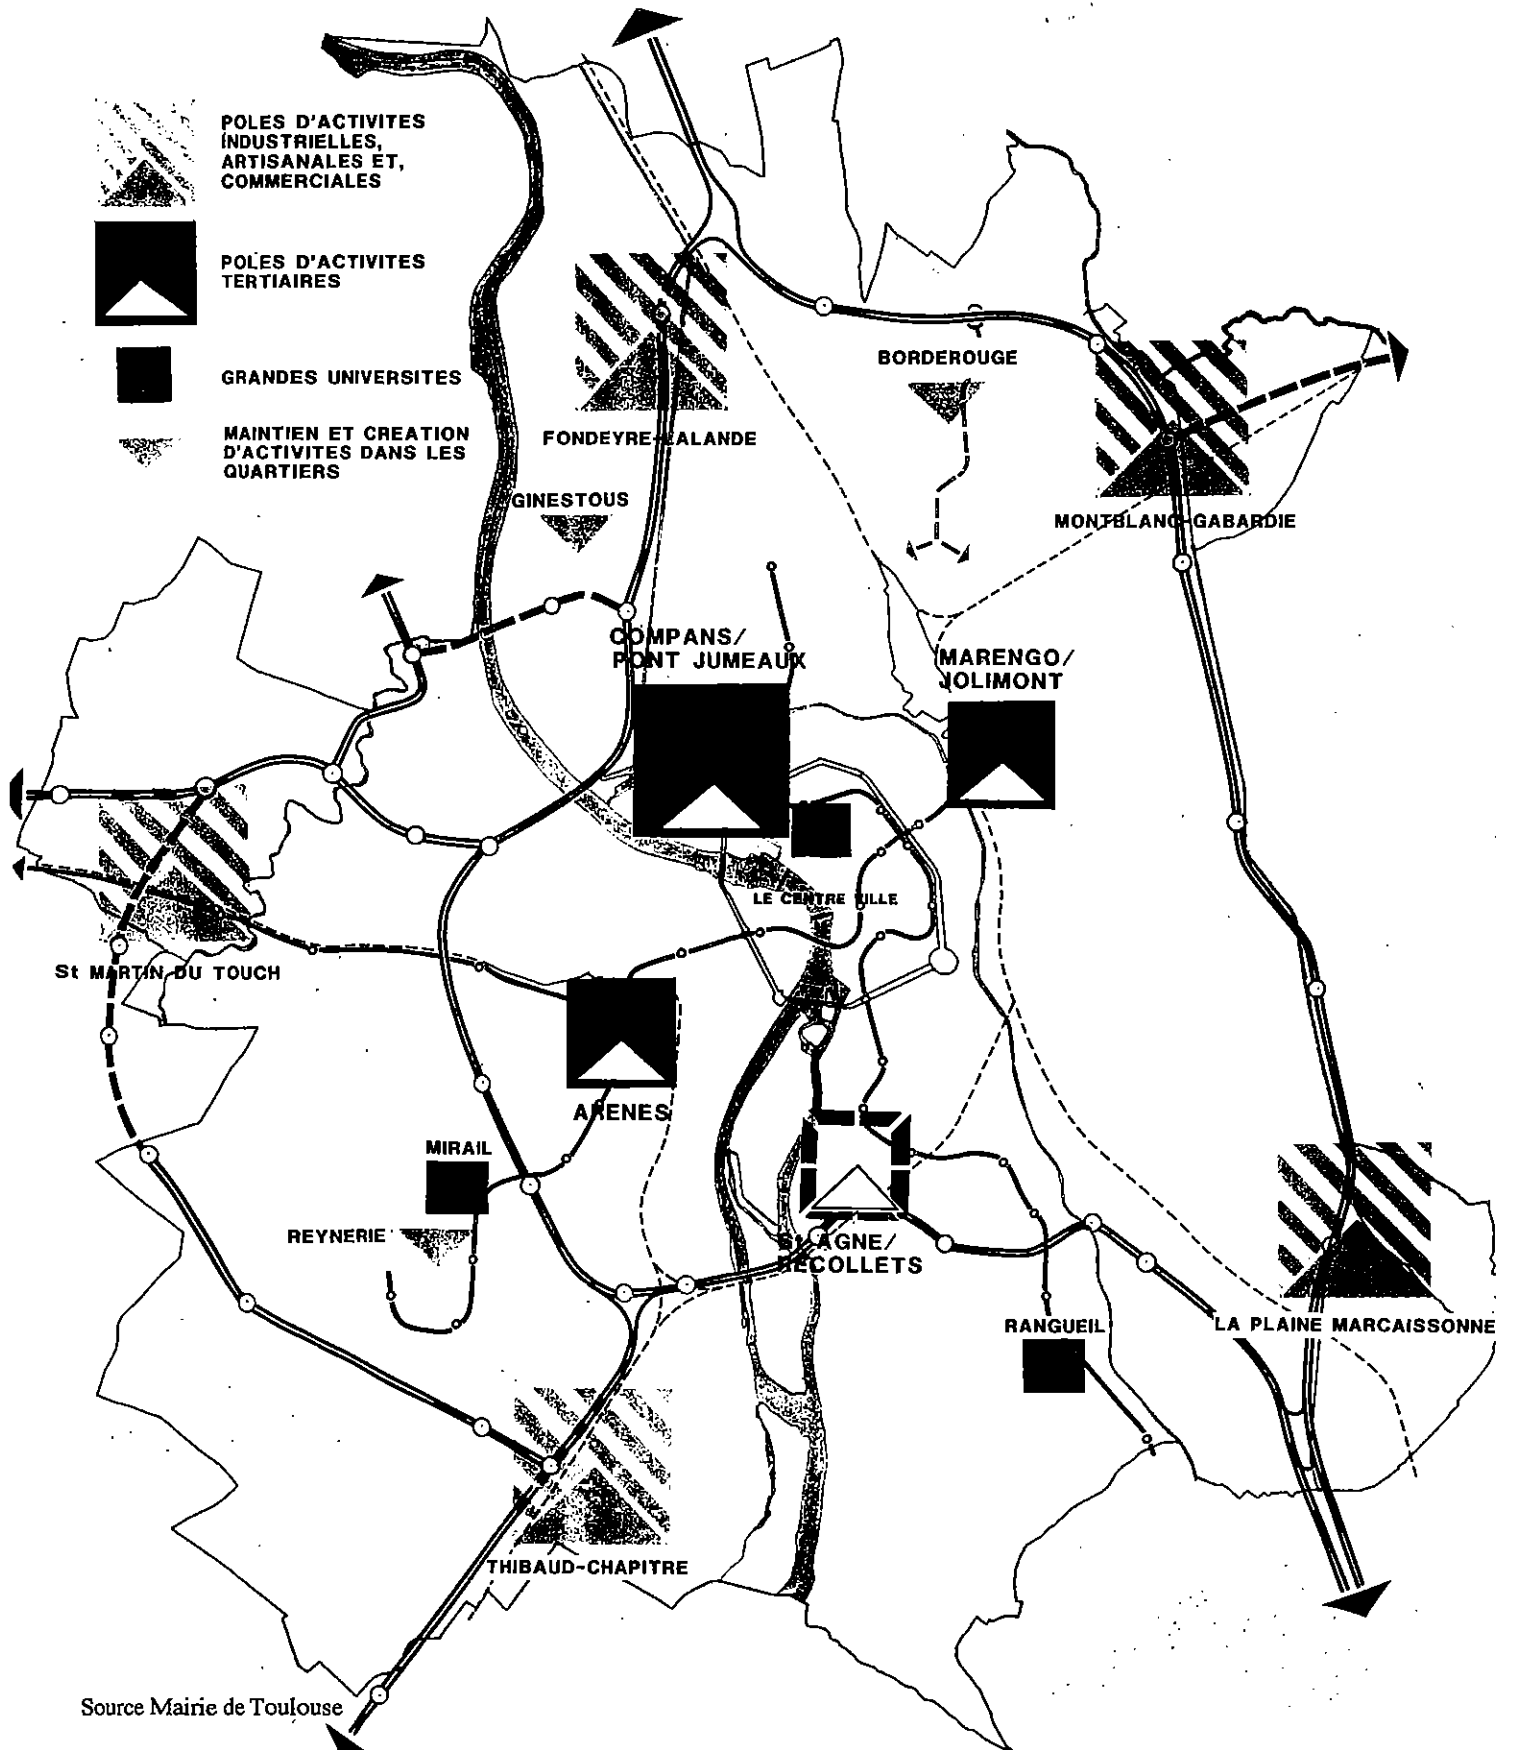 POLES D'ACTIVITES
INDUSTRIELLES,
ARTISANALES ET,
COMMERCIALES
POLES D'ACTIVITES
TERTIAIRES
GRANDES UNIVERSITES
MAINTIEN ET CREATION
D'ACTIVITES DANS LES
QUARTIERS
BORDEROUGE
FONDEYRE-LALANDE
GINESTOUS
MONTBLANC-GABARDIE
COMPANS/
PONT JUMEAUX
MARENGO/
JOLIMONT
LE CENTRE VILLE
St MARTIN DU TOUCH
ARENES
MIRAIL
REYNERIE
St AGNE/
RECOLLETS
RANGUEIL
LA PLAINE MARCAISSONNE
THIBAUD-CHAPITRE
Source Mairie de Toulouse